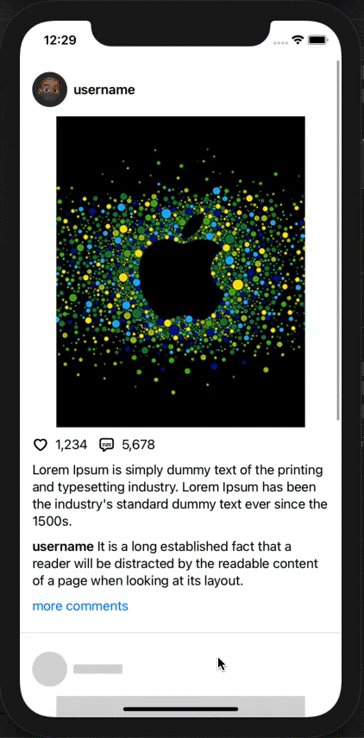 12:29
username
1,234 5,678
Lorem Ipsum is simply dummy text of the printing
and typesetting industry. Lorem Ipsum has been
the industry's standard dummy text ever since the
1500s.
username It is a long established fact that a
reader will be distracted by the readable content
of a page when looking at its layout.
more comments